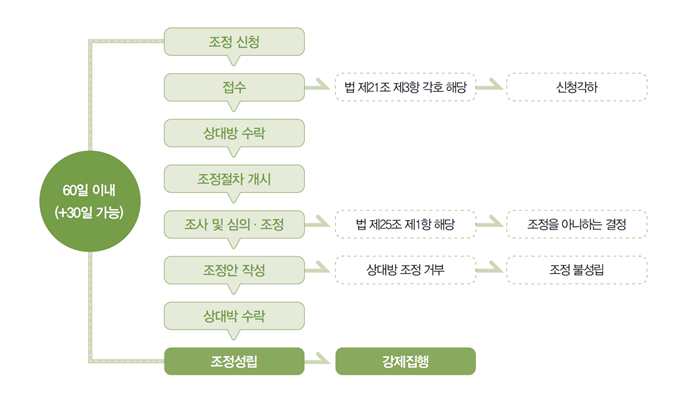 조정 신청
접수
법 제21조 제3항 각호 해당
신청각하
상대방 수락
조정절차 개시
60일 이내
(+30일 가능)
조사 및 심의 · 조정
법 제25조 제1항 해당
조정을 아니하는 결정
조정안 작성
상대방 조정 거부
조정 불성립
상대박 수락
조정성립
강제집행